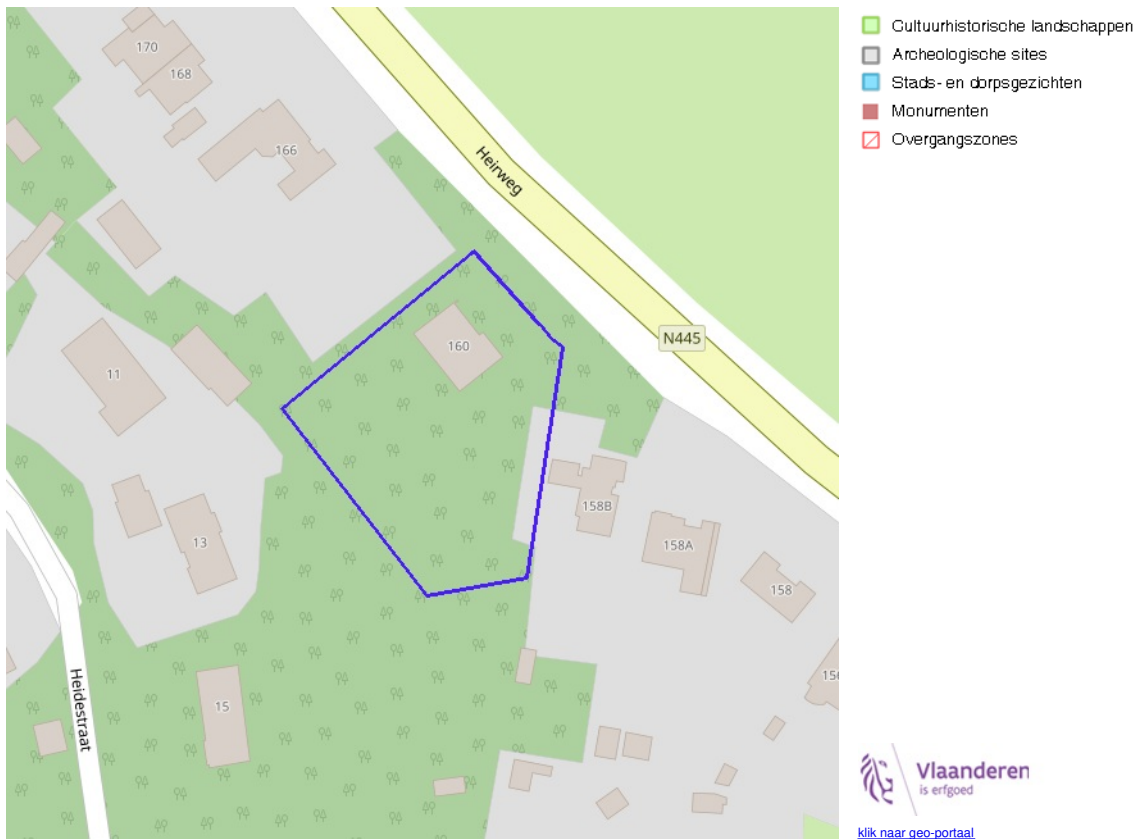 170
168
166
Heirweg
160
N445
11
158B
158A
13
158
156
15
Heidestraat
Cultuurhistorische landschappen
Archeologische sites
Stads- en dorpsgezichten
Monumenten
Overgangszones
Vlaanderen
is erfgoed
klik naar geo-portaal